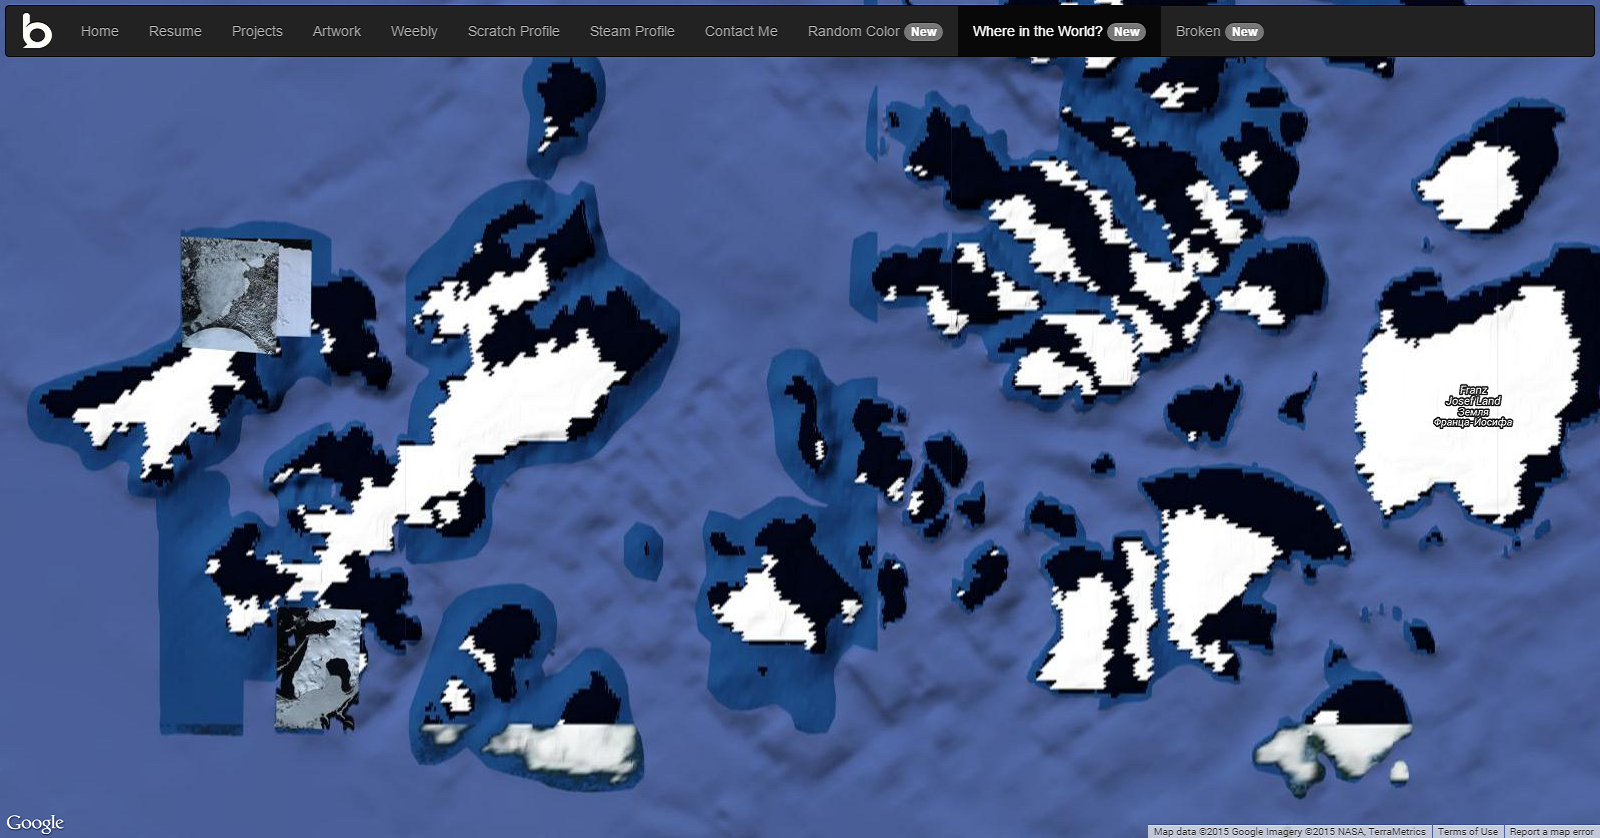 b Home Resume Projects Artwork Weebly Scratch Profile Steam Profile Contact Me Random Color New Where in the World? New Broken New
Franz
Josef Land
Земля
Франца-Иосифа
Google
Map data ©2015 Google Imagery ©2015 NASA, TerraMetrics Terms of Use Report a map error